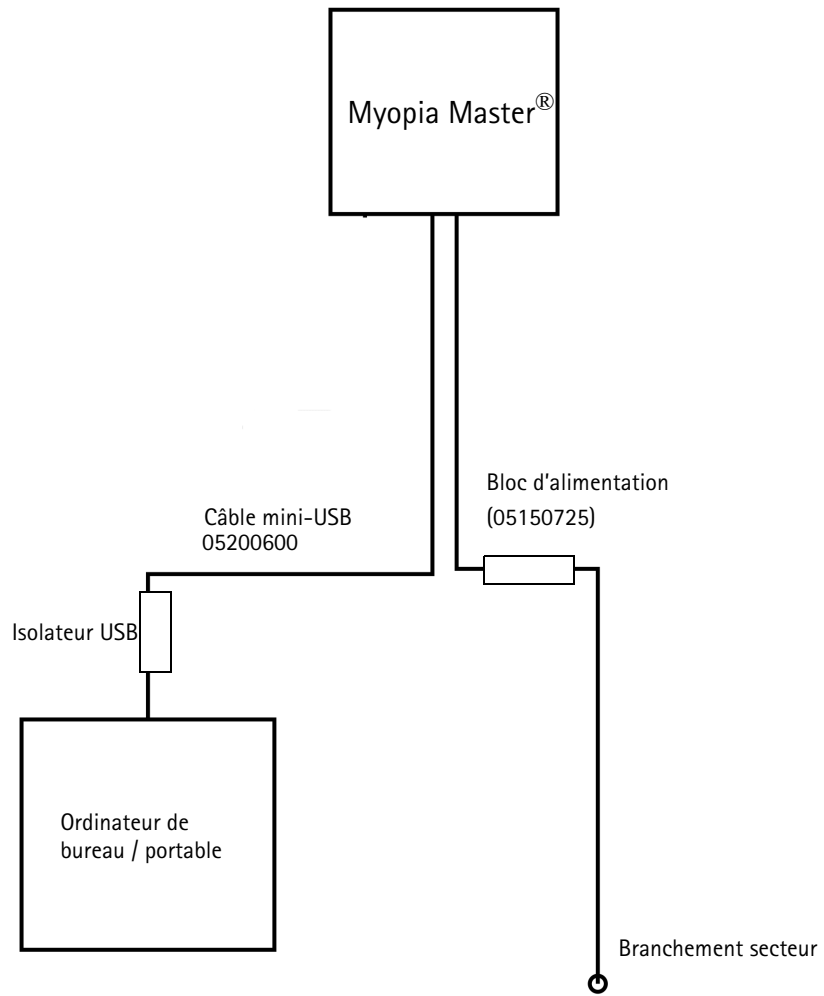 Myopia Master®
Bloc d'alimentation
(05150725)
Câble mini-USB
05200600
Isolateur USB
Ordinateur de
bureau / portable
Branchement secteur